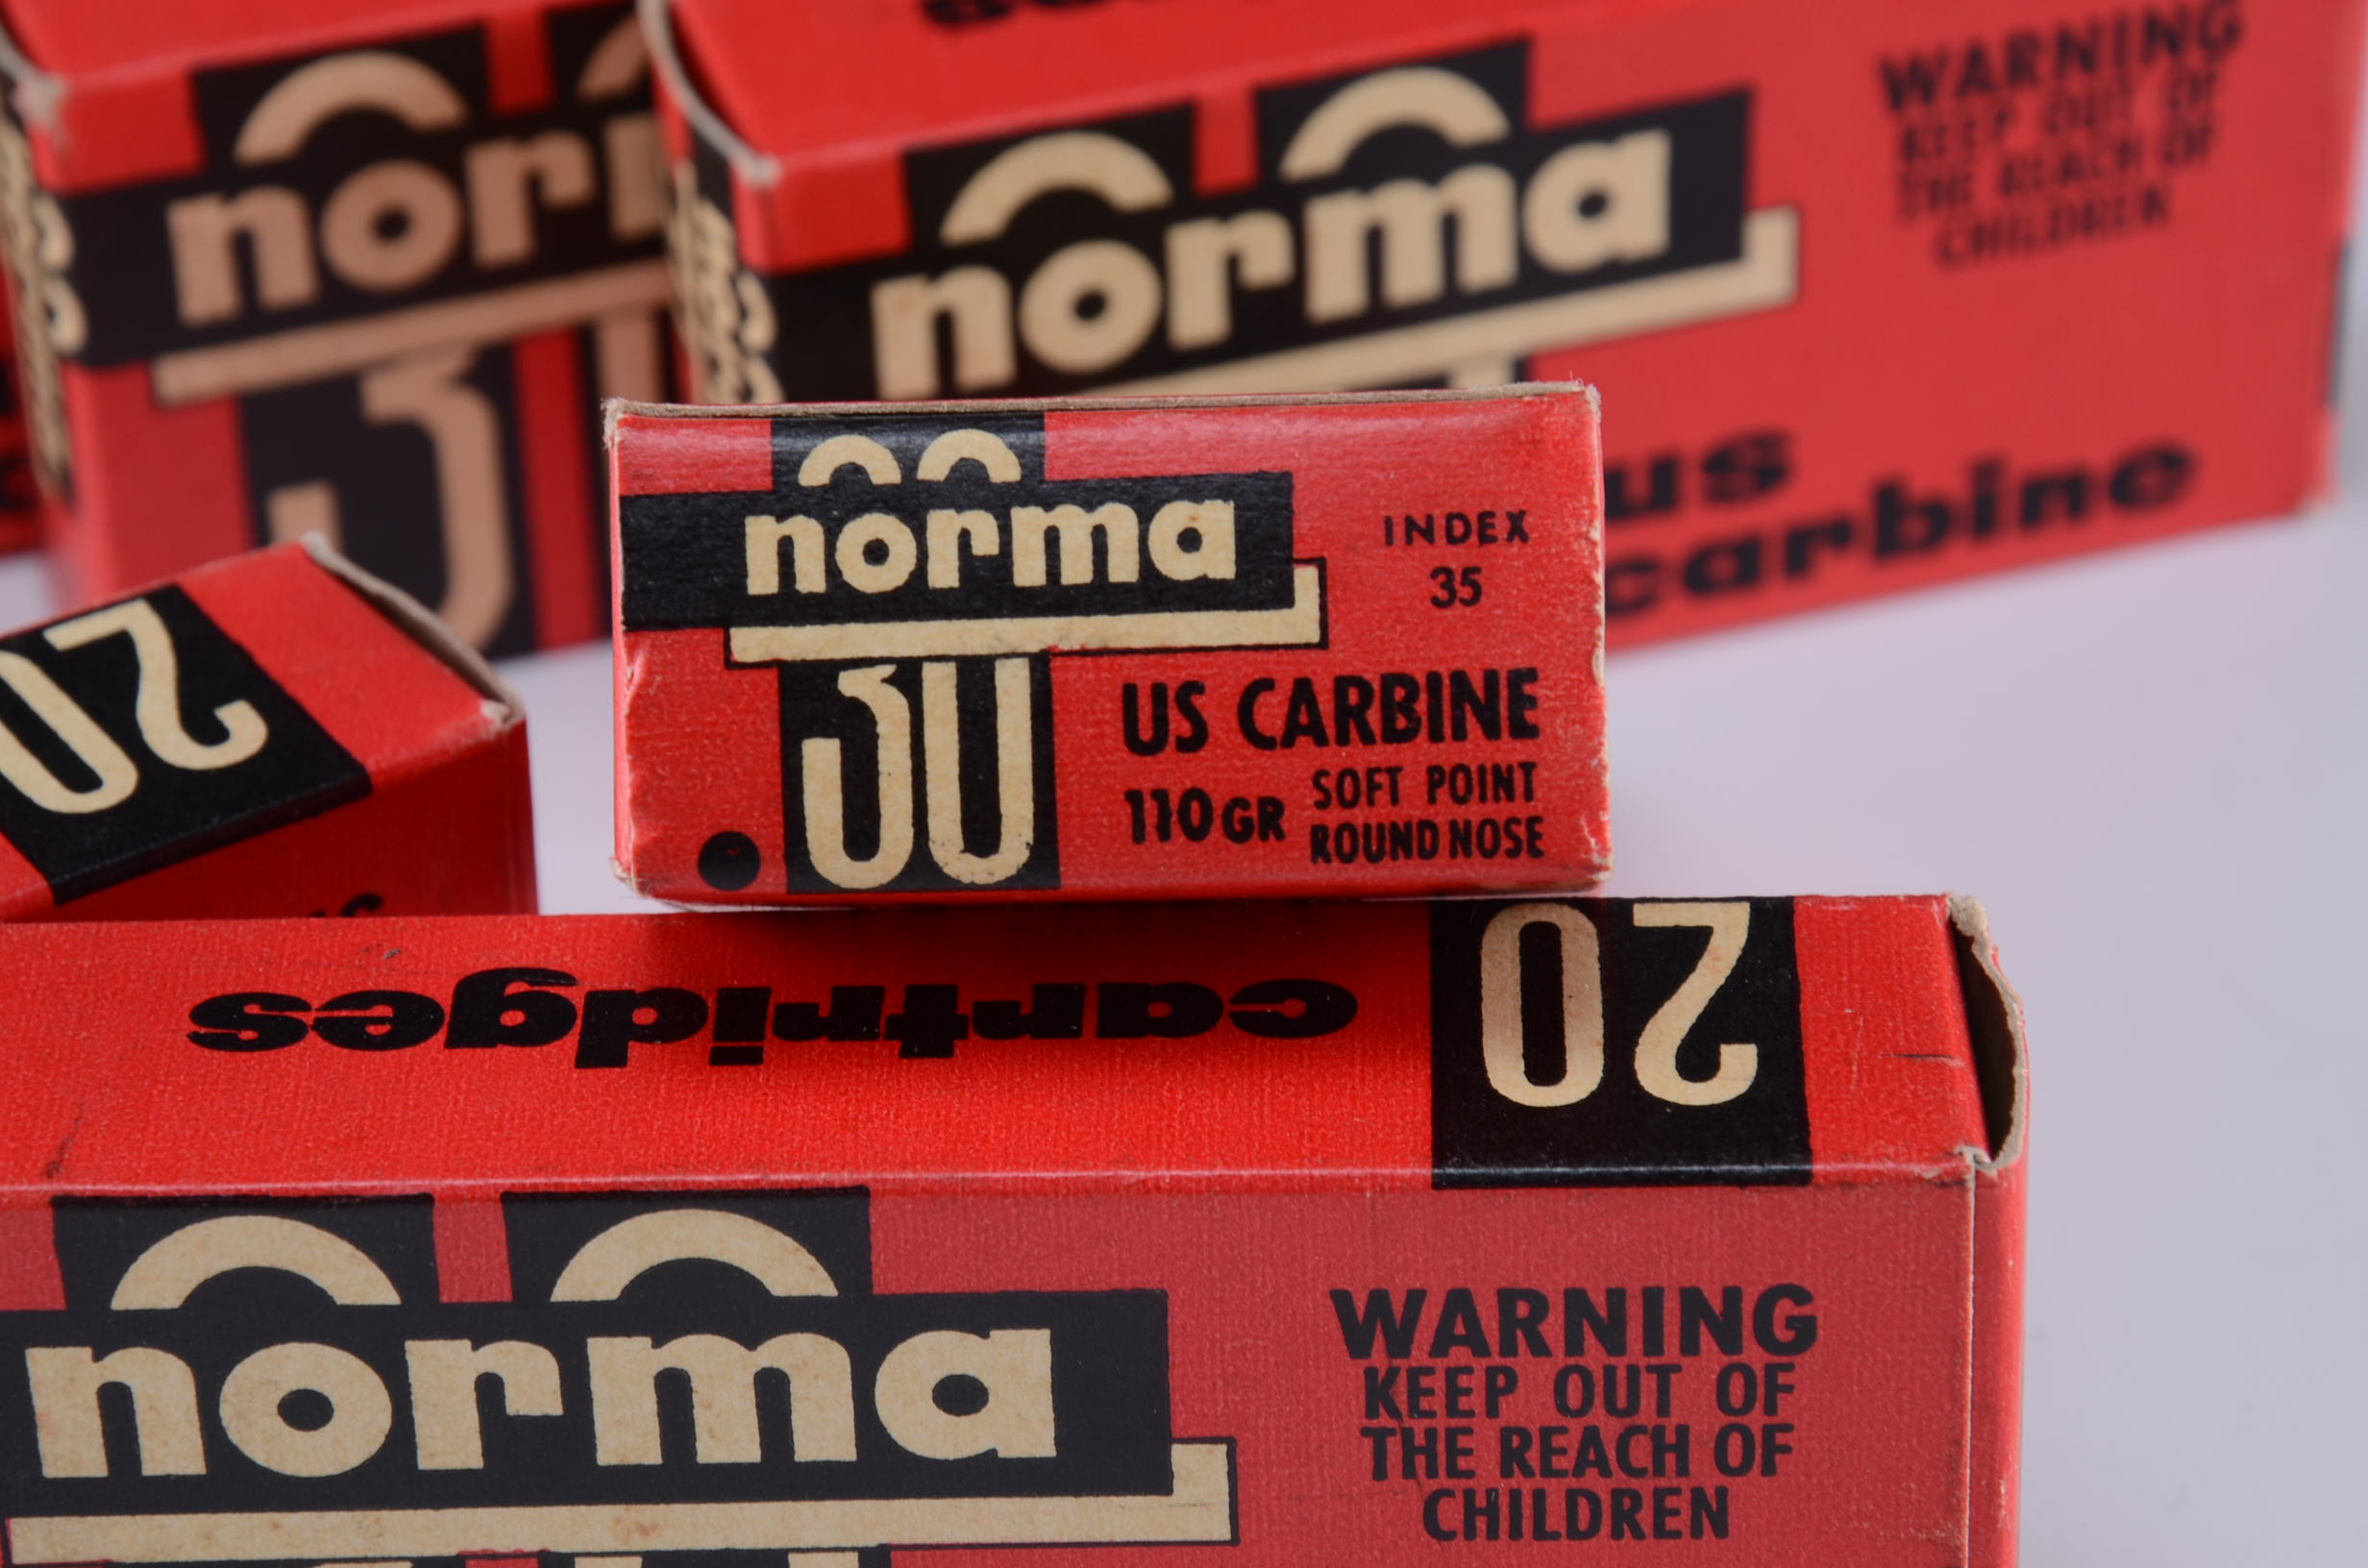 norma
WARNING
KEEP OUT OF
THE REACH OF
CHILDREN
us
carbine
norma
30
INDEX
35
US CARBINE
110 GR
SOFT POINT
ROUND NOSE
20
cartridges
20
norma
WARNING
KEEP OUT OF
THE REACH OF
CHILDREN